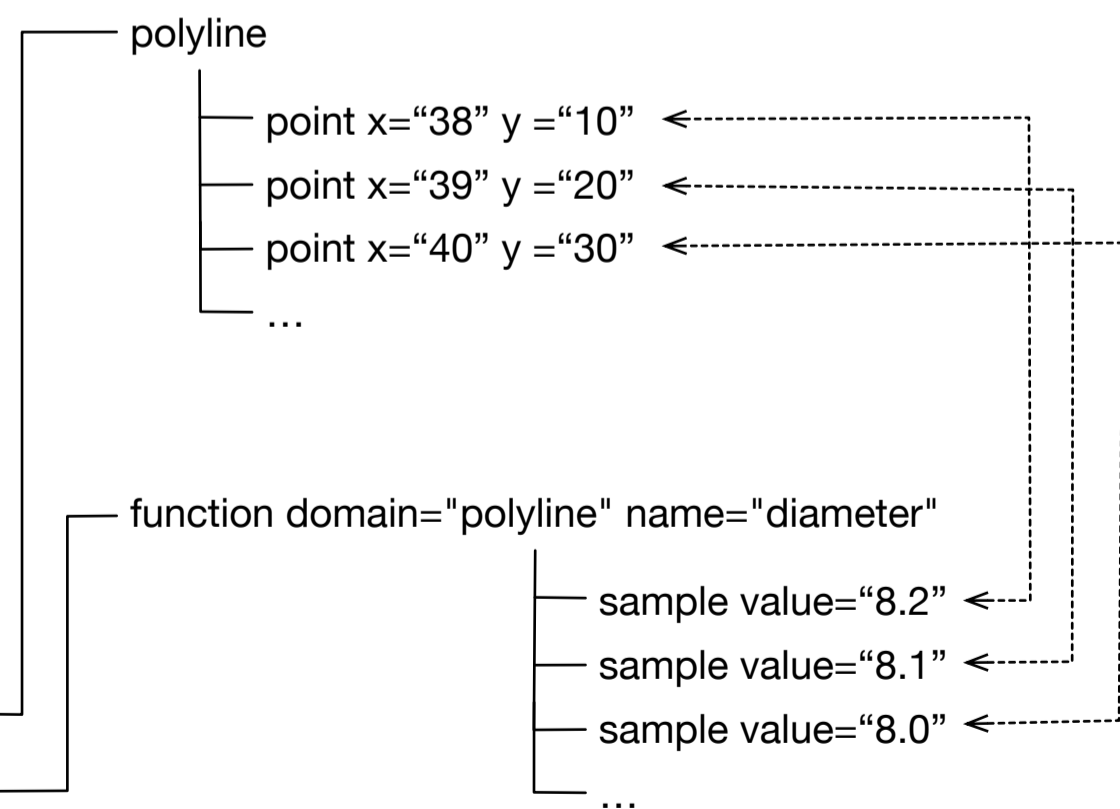 polyline
point x=“38” y =“10”
point x=“39” y =“20”
point x=“40” y =“30”
...
function domain="polyline" name="diameter"
sample value=“8.2”
sample value=“8.1”
sample value=“8.0”
...